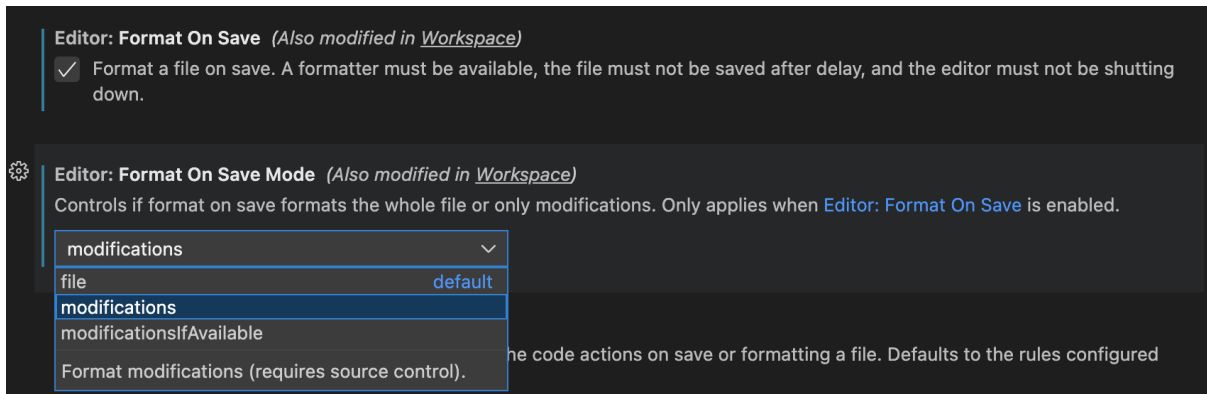 Editor: Format On Save (Also modified in Workspace)
Format a file on save. A formatter must be available, the file must not be saved after delay, and the editor must not be shutting
down.
Editor: Format On Save Mode (Also modified in Workspace)
Controls if format on save formats the whole file or only modifications. Only applies when Editor: Format On Save is enabled.
modifications
file default
modifications
modificationsIfAvailable
code actions on save or formatting a file. Defaults to the rules configured
Format modifications (requires source control).